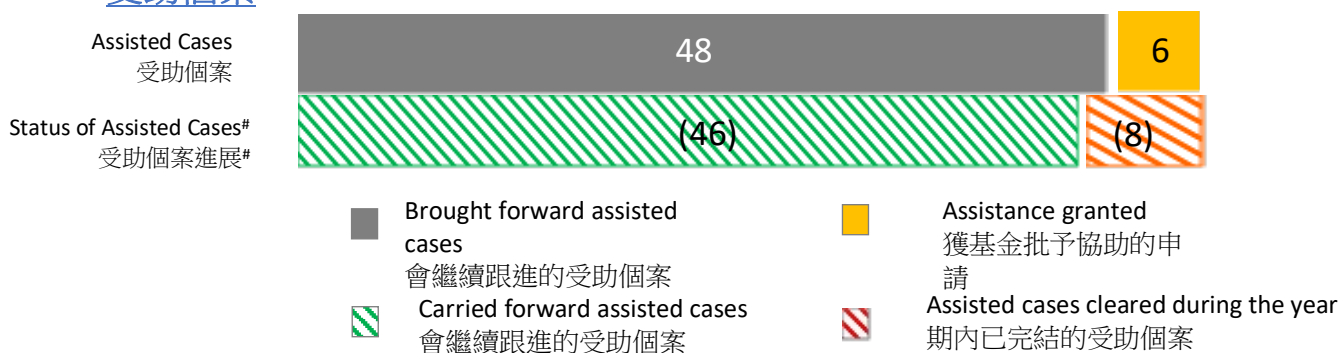 受助個案
Assisted Cases
受助個案
48
6
Status of Assisted Cases#
受助個案進展#
(46)
(8)
Brought forward assisted
cases
會繼續跟進的受助個案
Assistance granted
獲基金批予協助的申
請
Carried forward assisted cases
會繼續跟進的受助個案
Assisted cases cleared during the year
期內已完結的受助個案